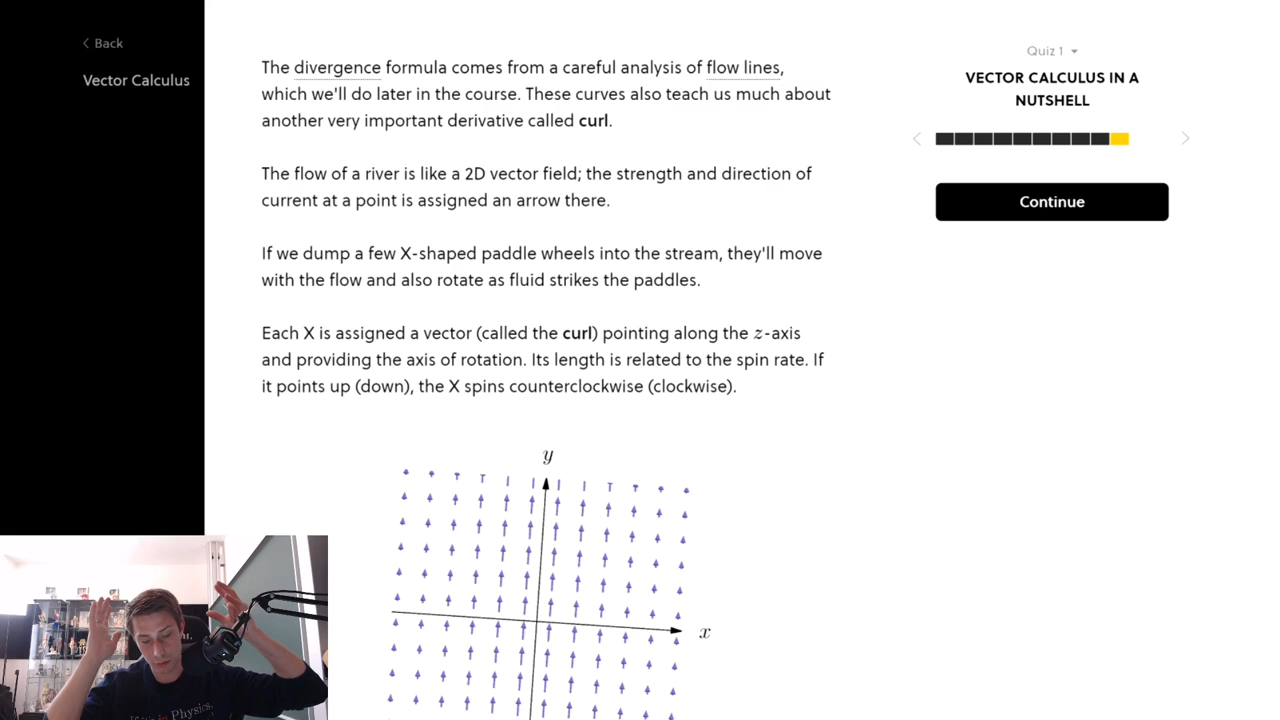 Back
Vector Calculus
The divergence formula comes from a careful analysis of flow lines,
which we'll do later in the course. These curves also teach us much about
another very important derivative called curl.
The flow of a river is like a 2D vector field; the strength and direction of
current at a point is assigned an arrow there.
If we dump a few X-shaped paddle wheels into the stream, they'll move
with the flow and also rotate as fluid strikes the paddles.
Each X is assigned a vector (called the curl) pointing along the z-axis
and providing the axis of rotation. Its length is related to the spin rate. If
it points up (down), the X spins counterclockwise (clockwise).
y
x
Quiz 1
VECTOR CALCULUS IN A
NUTSHELL
Continue
in Physics,